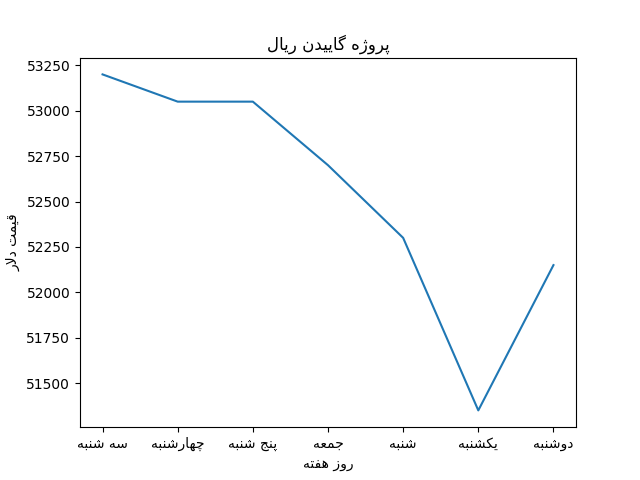 پروژه گاییدن ریال
53250
53000
52750
52500
52250
52000
51750
51500
قیمت دلار
سه شنبه
چهارشنبه
پنج شنبه
جمعه
شنبه
یکشنبه
دوشنبه
روز هفته